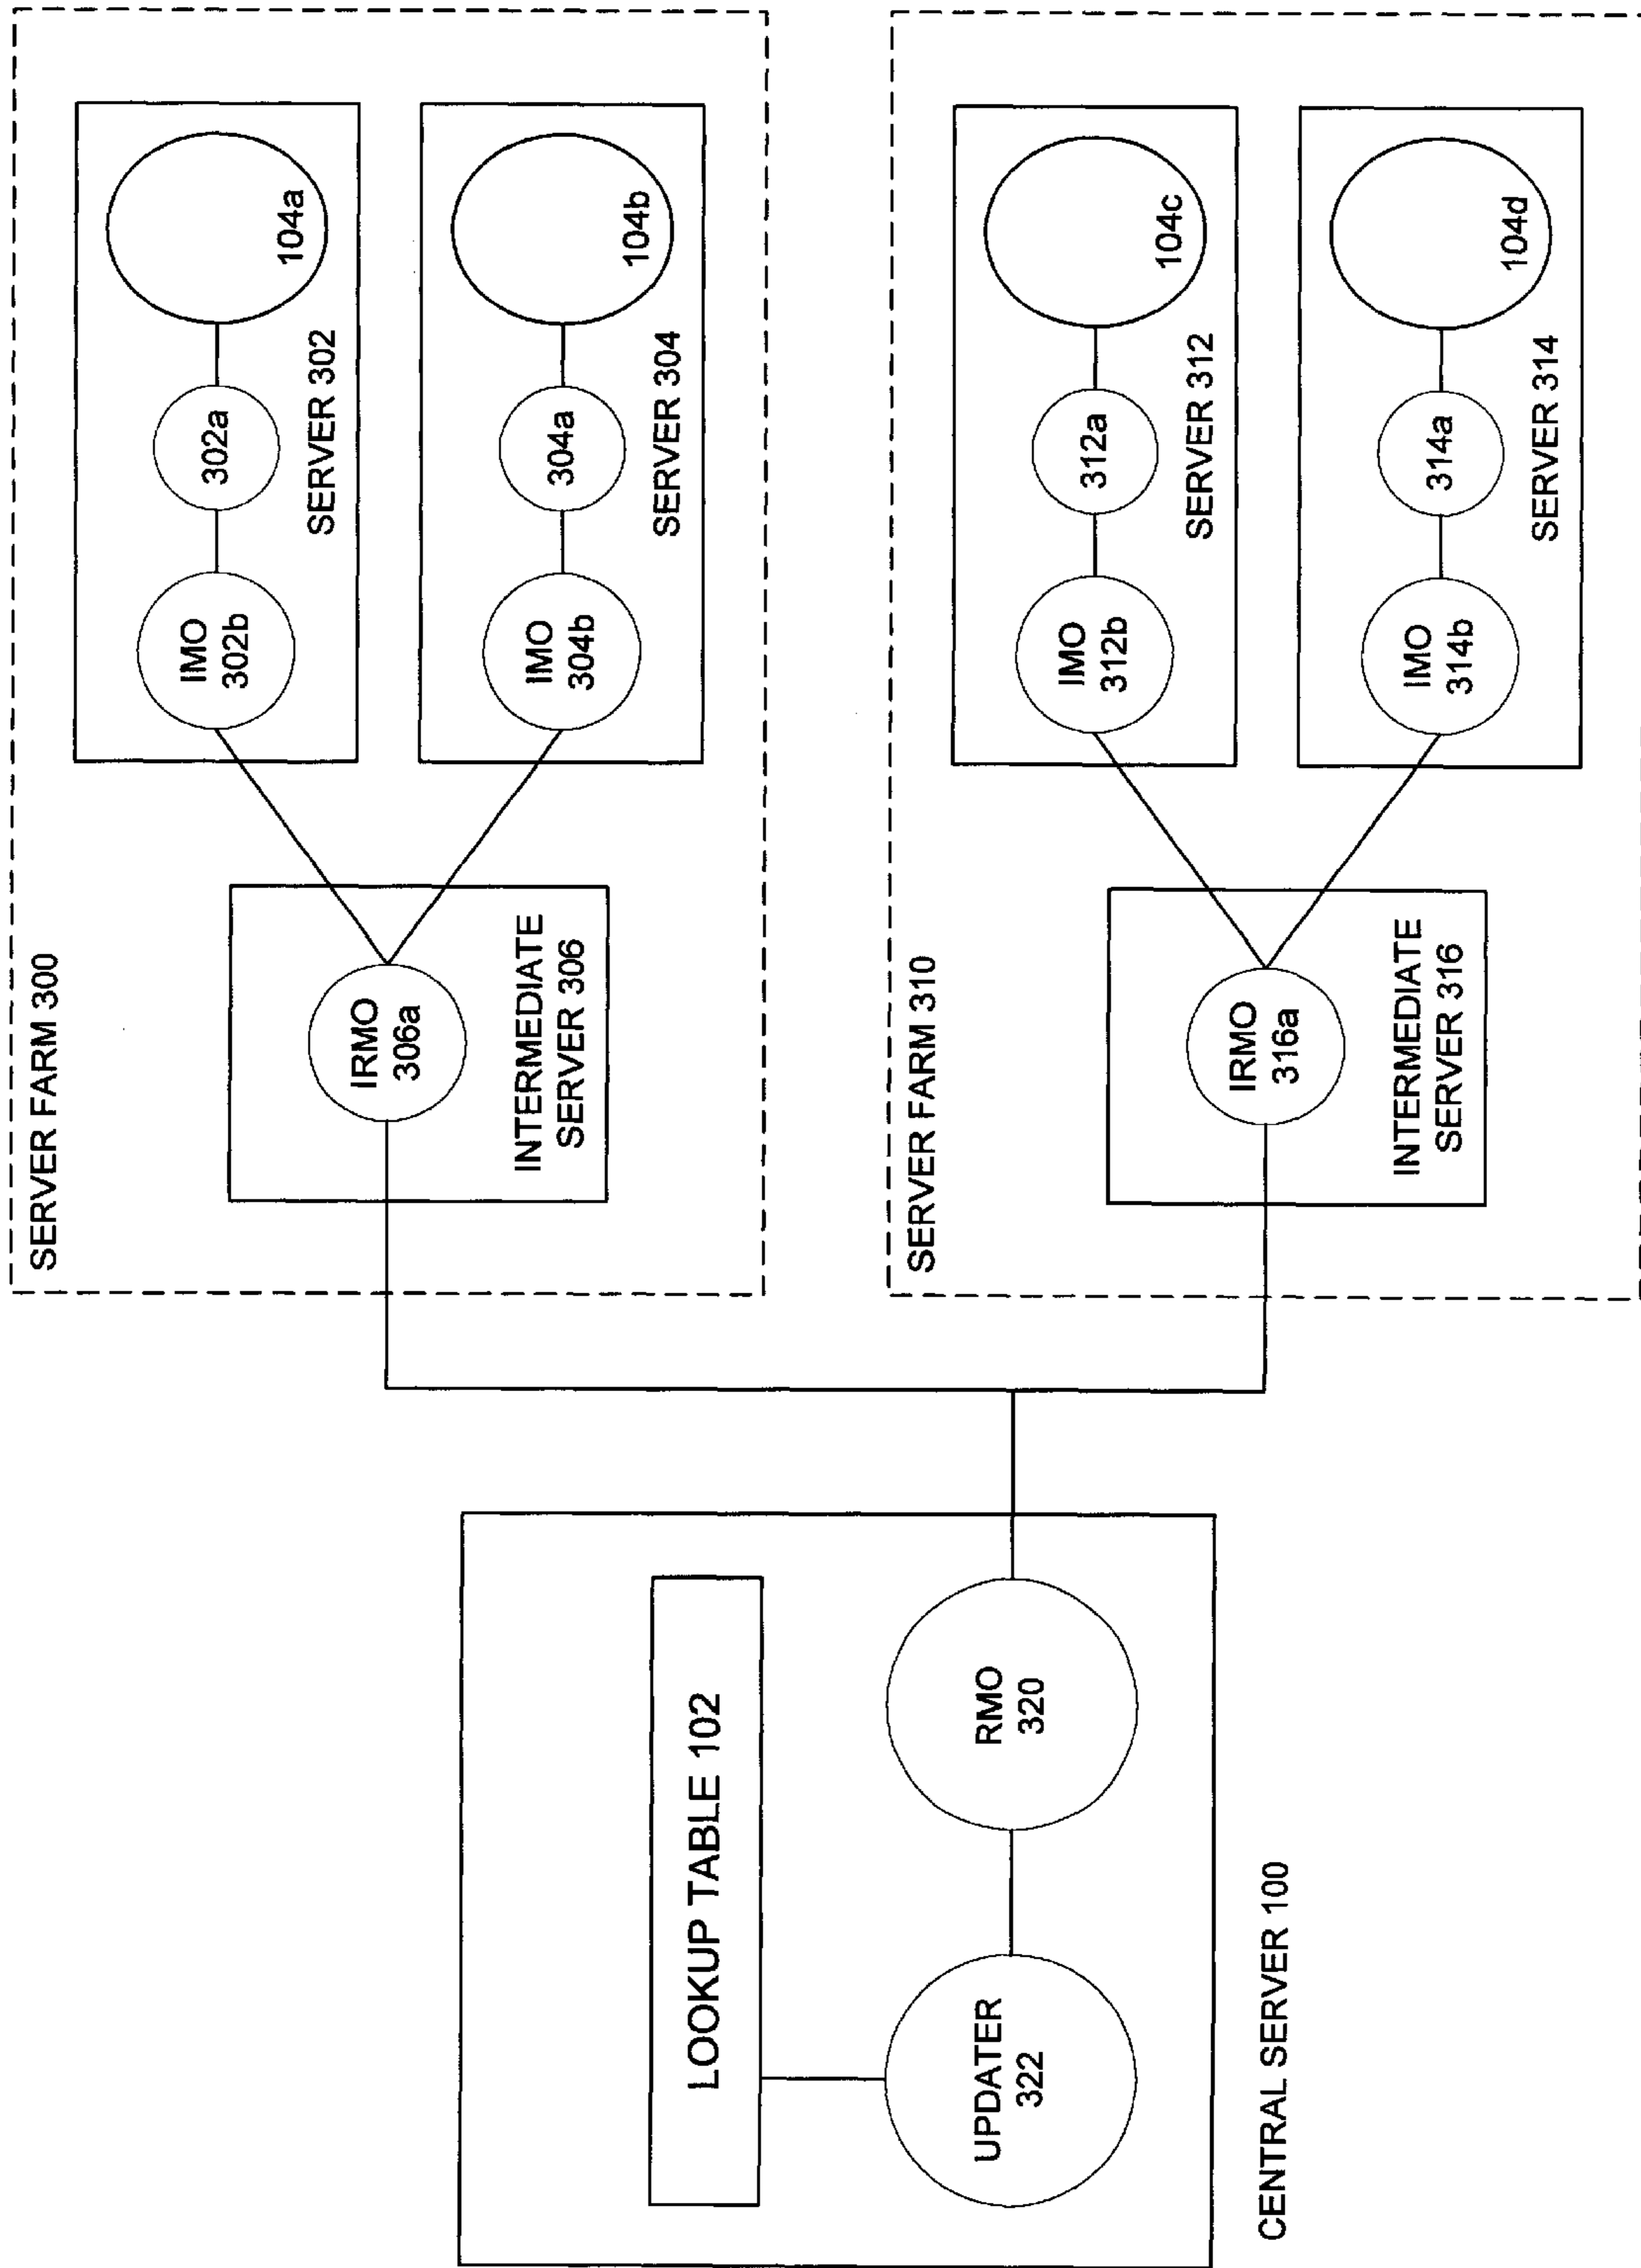 SERVER FARM 300
IRMO
306a
INTERMEDIATE
SERVER 306
IMO
302b
302a
104a
SERVER 302
IMO
304b
304a
104b
SERVER 304
SERVER FARM 310
IRMO
316a
INTERMEDIATE
SERVER 316
IMO
312b
312a
104c
SERVER 312
IMO
314b
314a
104d
SERVER 314
LOOKUP TABLE 102
UPDATER
322
RMO
320
CENTRAL SERVER 100